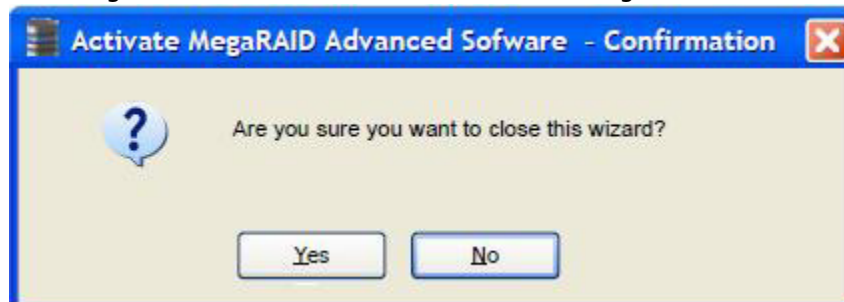 Activate MegaRAID Advanced Sofware - Confirmation
Are you sure you want to close this wizard?
Yes No